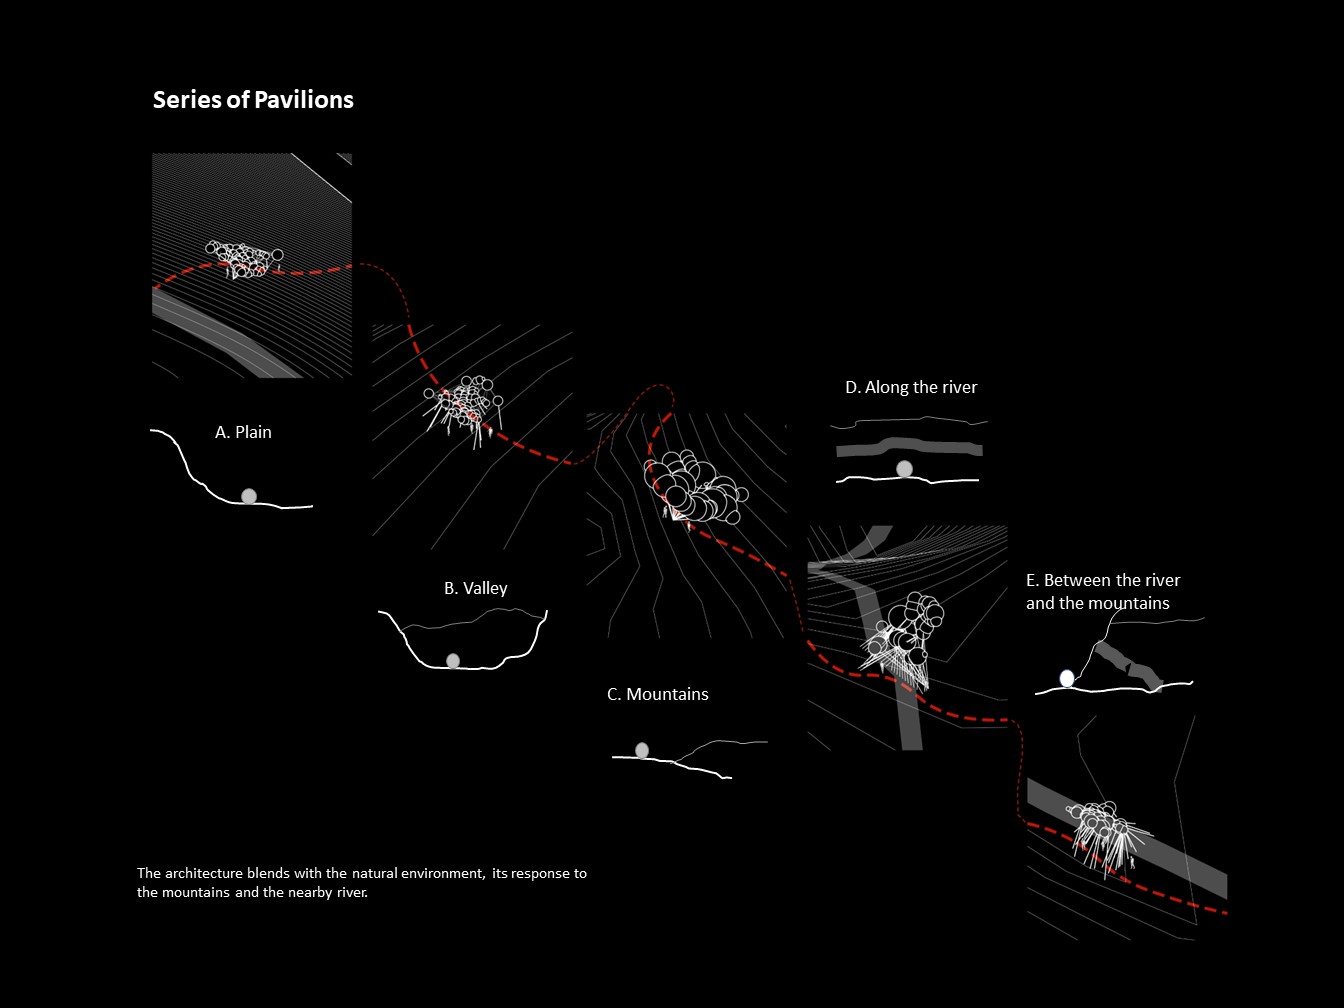 Series of Pavilions
A. Plain
B. Valley
C. Mountains
D. Along the river
E. Between the river
and the mountains
The architecture blends with the natural environment, its response to
the mountains and the nearby river.